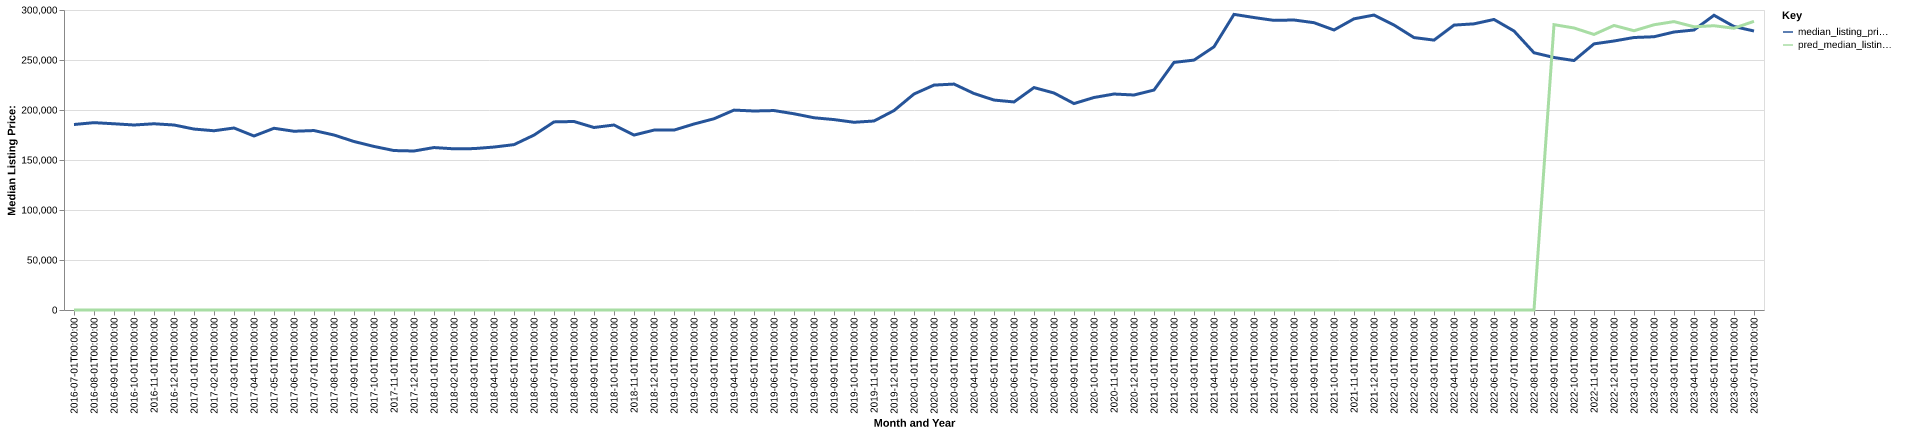 Median Listing Price:
300,000
250,000
200,000
150,000
100,000
50,000
0
2016-07-01T00:00:00
2016-08-01T00:00:00
2016-09-01T00:00:00
2016-10-01T00:00:00
2016-11-01T00:00:00
2016-12-01T00:00:00
2017-01-01T00:00:00
2017-02-01T00:00:00
2017-03-01T00:00:00
2017-04-01T00:00:00
2017-05-01T00:00:00
2017-06-01T00:00:00
2017-07-01T00:00:00
2017-08-01T00:00:00
2017-09-01T00:00:00
2017-10-01T00:00:00
2017-11-01T00:00:00
2017-12-01T00:00:00
2018-01-01T00:00:00
2018-02-01T00:00:00
2018-03-01T00:00:00
2018-04-01T00:00:00
2018-05-01T00:00:00
2018-06-01T00:00:00
2018-07-01T00:00:00
2018-08-01T00:00:00
2018-09-01T00:00:00
2018-10-01T00:00:00
2018-11-01T00:00:00
2018-12-01T00:00:00
2019-01-01T00:00:00
2019-02-01T00:00:00
2019-03-01T00:00:00
2019-04-01T00:00:00
2019-05-01T00:00:00
2019-06-01T00:00:00
2019-07-01T00:00:00
2019-08-01T00:00:00
2019-09-01T00:00:00
2019-10-01T00:00:00
2019-11-01T00:00:00
2019-12-01T00:00:00
2020-01-01T00:00:00
2020-02-01T00:00:00
2020-03-01T00:00:00
2020-04-01T00:00:00
2020-05-01T00:00:00
2020-06-01T00:00:00
2020-07-01T00:00:00
2020-08-01T00:00:00
2020-09-01T00:00:00
2020-10-01T00:00:00
2020-11-01T00:00:00
2020-12-01T00:00:00
2021-01-01T00:00:00
2021-02-01T00:00:00
2021-03-01T00:00:00
2021-04-01T00:00:00
2021-05-01T00:00:00
2021-06-01T00:00:00
2021-07-01T00:00:00
2021-08-01T00:00:00
2021-09-01T00:00:00
2021-10-01T00:00:00
2021-11-01T00:00:00
2021-12-01T00:00:00
2022-01-01T00:00:00
2022-02-01T00:00:00
2022-03-01T00:00:00
2022-04-01T00:00:00
2022-05-01T00:00:00
2022-06-01T00:00:00
2022-07-01T00:00:00
2022-08-01T00:00:00
2022-09-01T00:00:00
2022-10-01T00:00:00
2022-11-01T00:00:00
2022-12-01T00:00:00
2023-01-01T00:00:00
2023-02-01T00:00:00
2023-03-01T00:00:00
2023-04-01T00:00:00
2023-05-01T00:00:00
2023-06-01T00:00:00
2023-07-01T00:00:00
Month and Year
Key
median_listing_pri…
pred_median_listin…